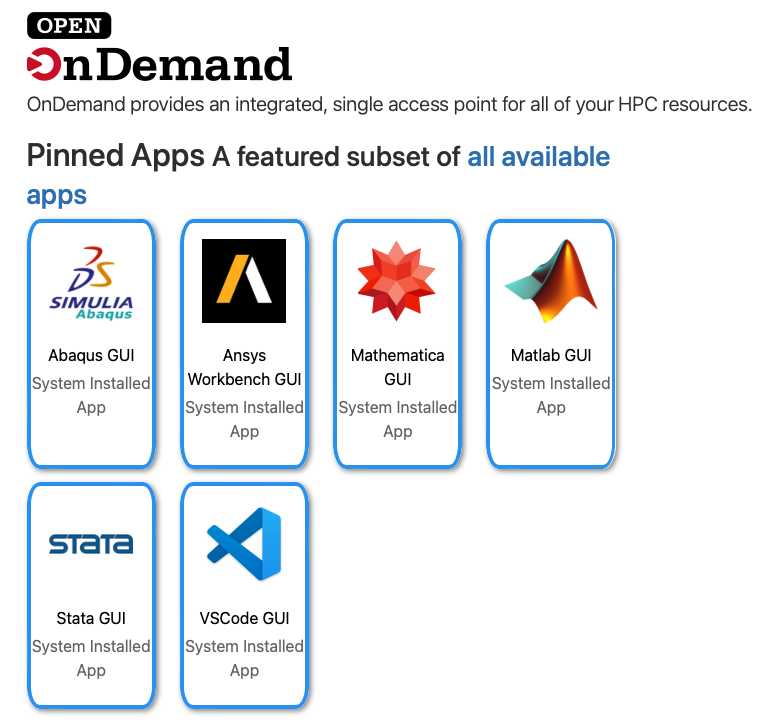 OPEN
OnDemand
OnDemand provides an integrated, single access point for all of your HPC resources.
Pinned Apps A featured subset of all available
apps
SIMULIA
Abaqus
Abaqus GUI
System Installed
App
Ansys
Workbench GUI
System Installed
App
Mathematica
GUI
System Installed
App
Matlab GUI
System Installed
App
STATA
Stata GUI
System Installed
App
VSCode GUI
System Installed
App